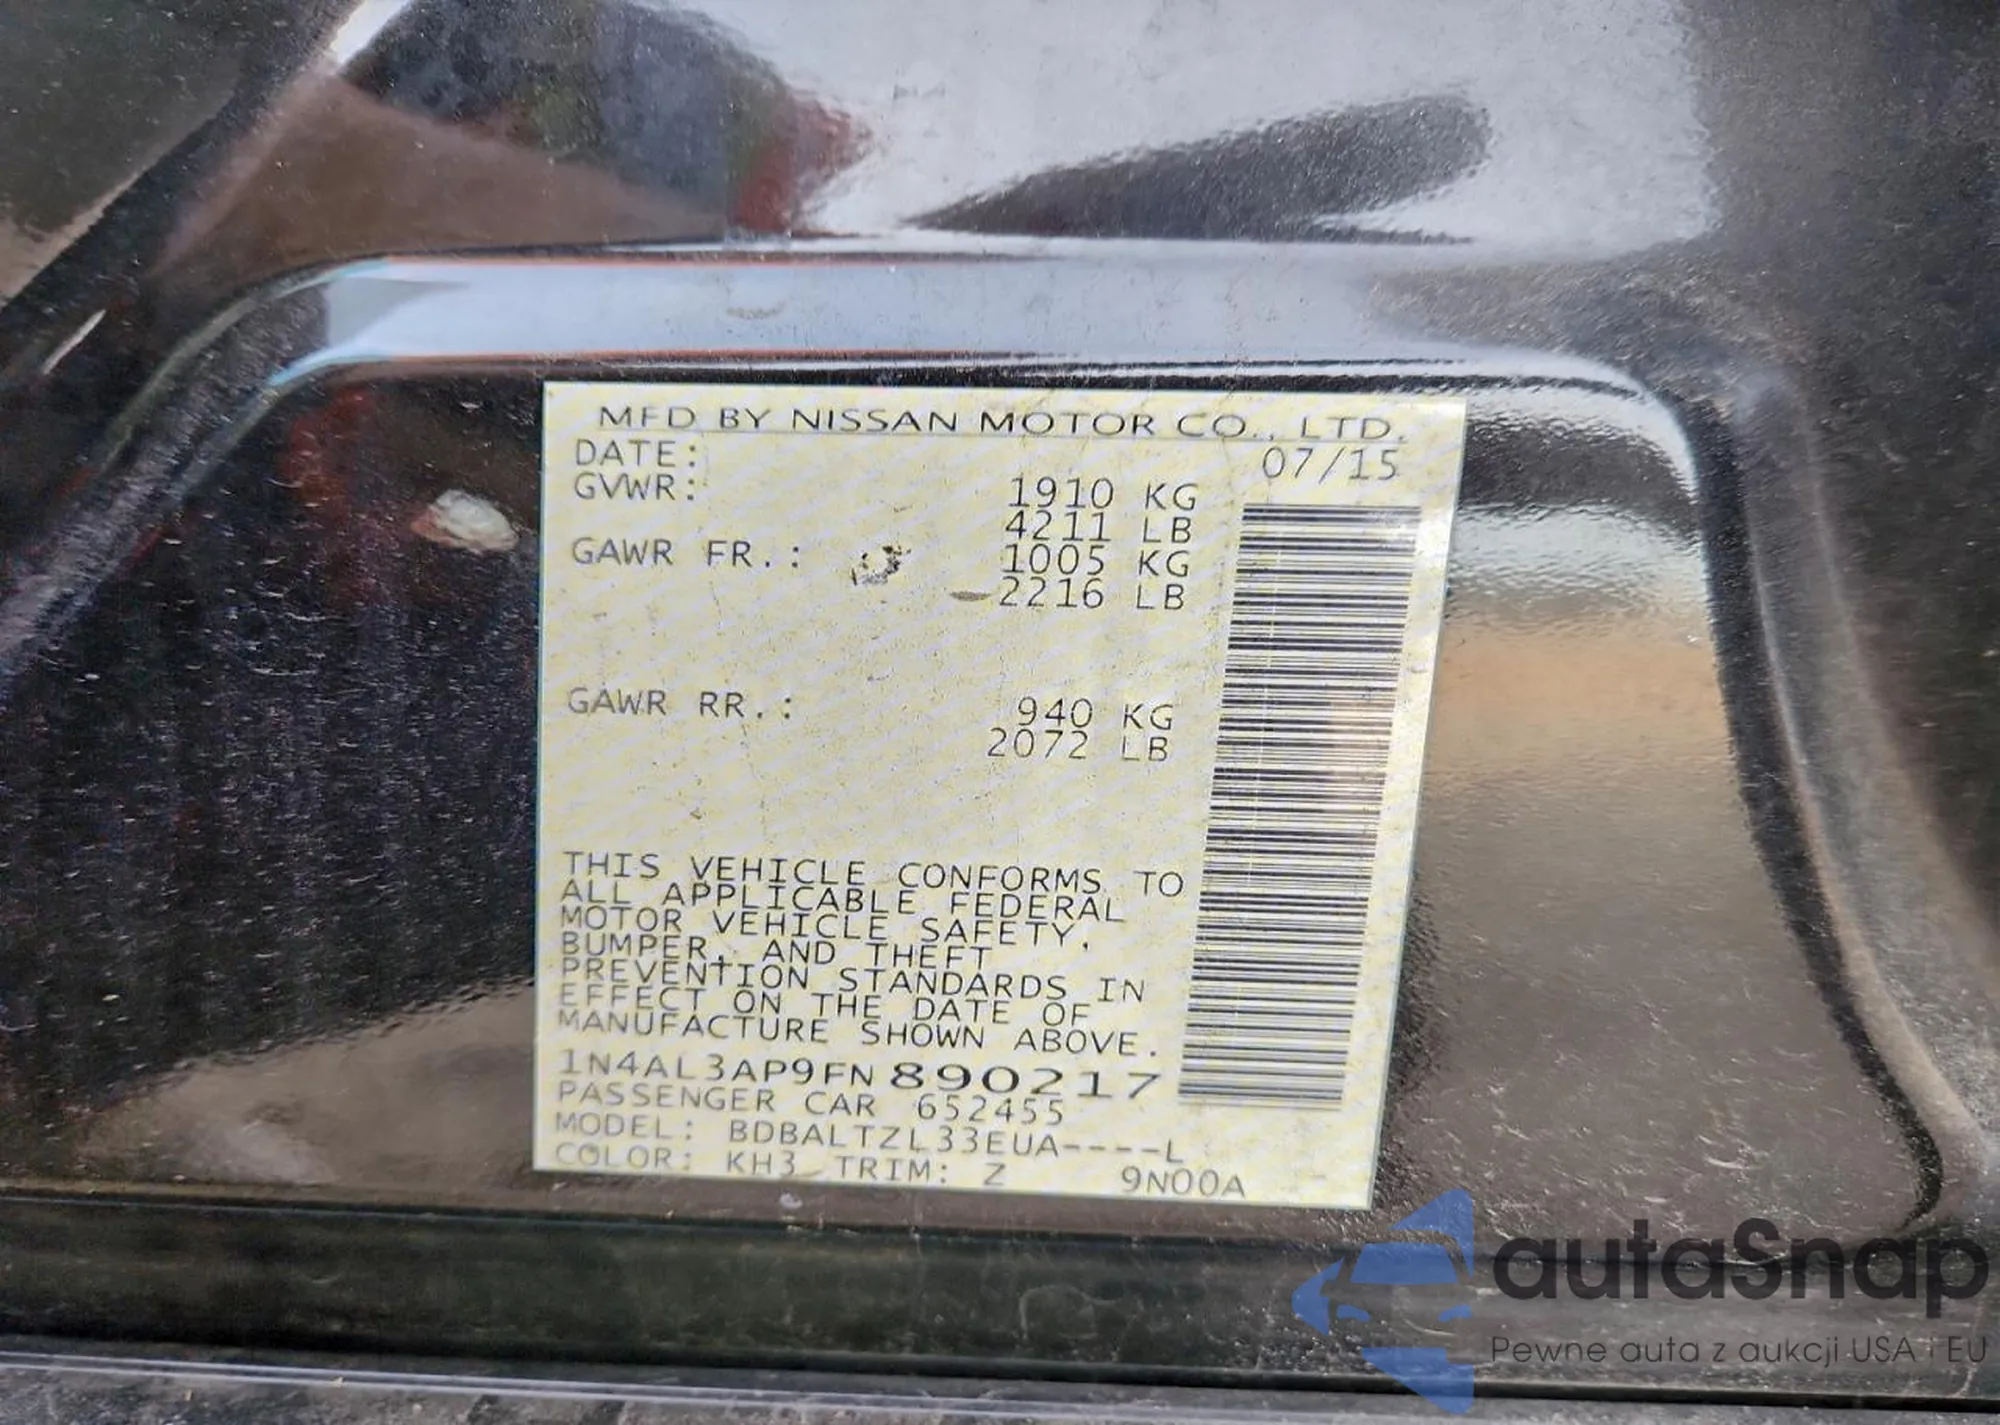 MFD BY NISSAN MOTOR CO., LTD.
DATE: 07/15
GVWR: 1910 KG
4211 LB
GAWR FR.: 1005 KG
2216 LB
GAWR RR.: 940 KG
2072 LB
THIS VEHICLE CONFORMS TO
ALL APPLICABLE FEDERAL
MOTOR VEHICLE SAFETY,
BUMPER, AND THEFT
PREVENTION STANDARDS IN
EFFECT ON THE DATE OF
MANUFACTURE SHOWN ABOVE.
1N4AL3AP9FN890217
PASSENGER CAR 652455
MODEL: BDBALTZL33EUA----L
COLOR: KH3 TRIM: Z 9N00A
autaSnap
Pewne auta z aukcji USA i EU